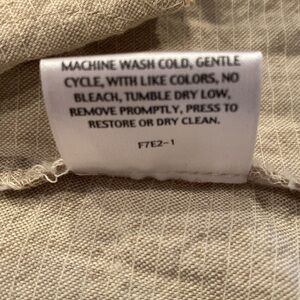 MACHINE WASH COLD, GENTLE
CYCLE, WITH LIKE COLORS, NO
BLEACH, TUMBLE DRY LOW,
REMOVE PROMPTLY, PRESS TO
RESTORE OR DRY CLEAN.
F7E2-1